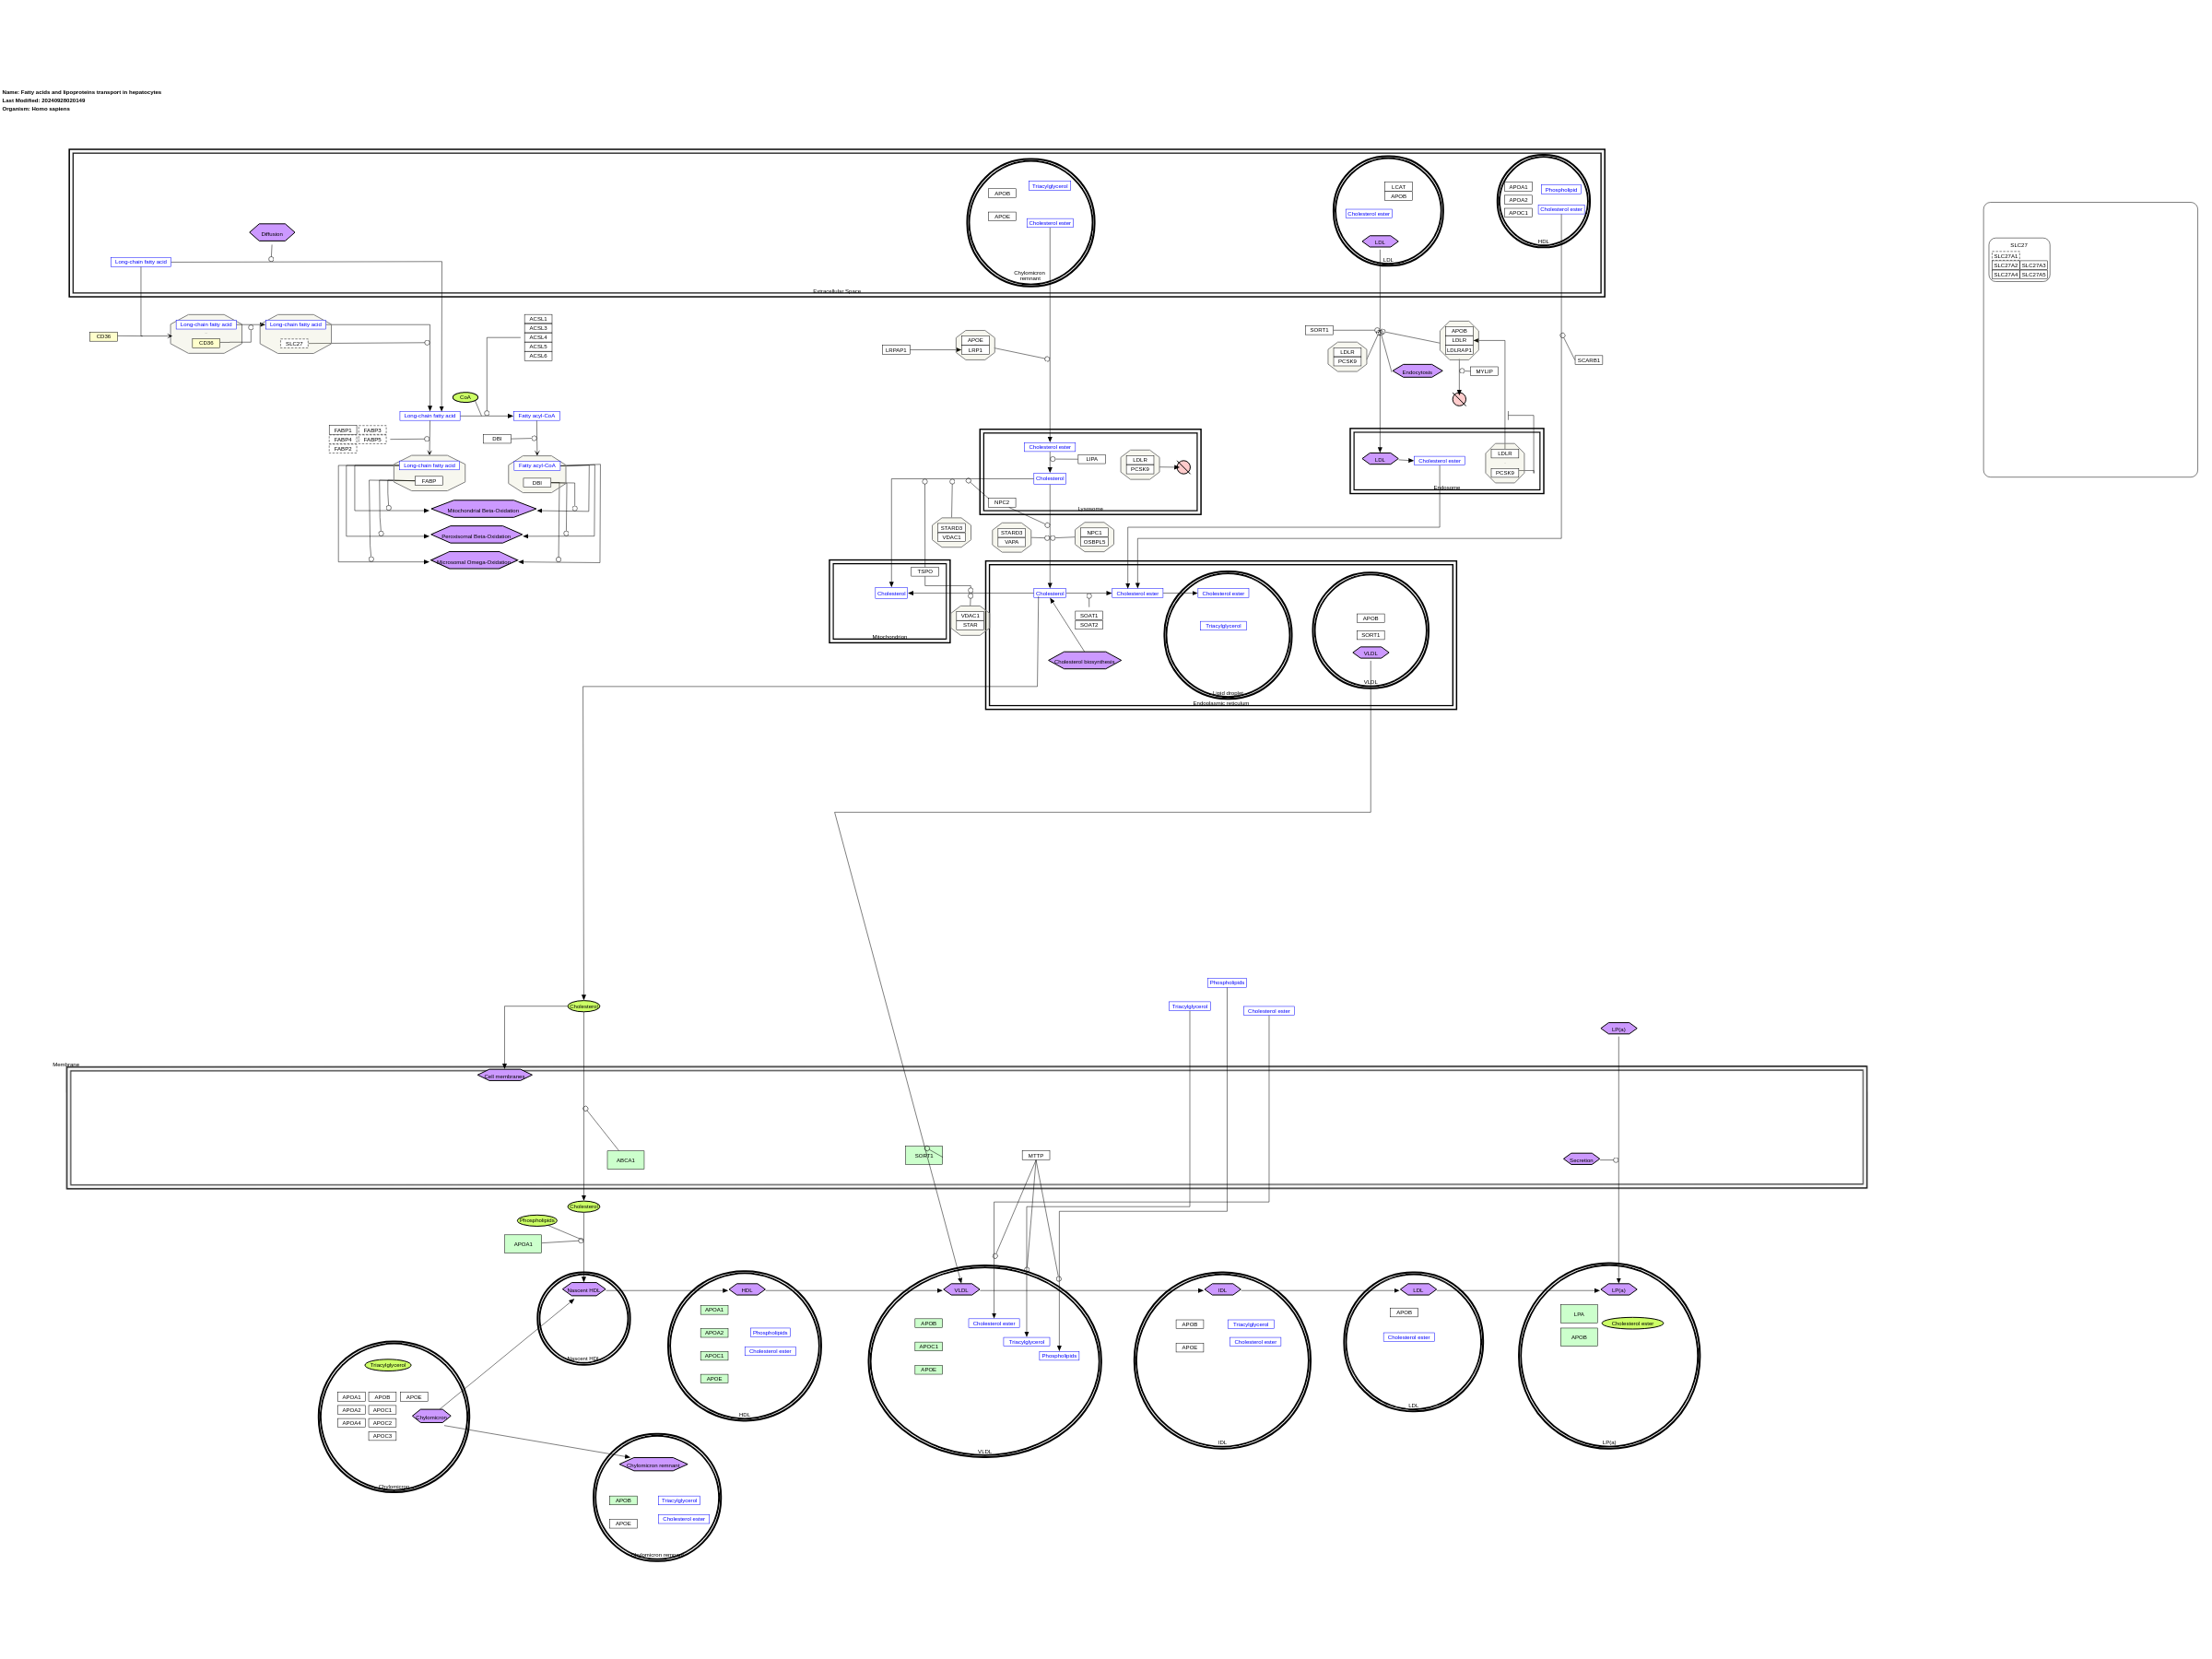 Name: Fatty acids and lipoproteins transport in hepatocytes
Last Modified: 20240928020149
Organism: Homo sapiens
Diffusion
Long-chain fatty acid
APOB
Triacylglycerol
APOE
Cholesterol ester
Chylomicron
remnant
LCAT
APOB
Cholesterol ester
LDL
LDL
APOA1
Phospholipid
APOA2
Cholesterol ester
APOC1
HDL
Extracellular Space
SLC27
SLC27A1
SLC27A2 SLC27A3
SLC27A4 SLC27A5
CD36
Long-chain fatty acid
CD36
Long-chain fatty acid
SLC27
ACSL1
ACSL3
ACSL4
ACSL5
ACSL6
LRPAP1
APOE
LRP1
SORT1
LDLR
PCSK9
APOB
LDLR
LDLRAP1
Endocytosis
MYLIP
SCARB1
CoA
Long-chain fatty acid
Fatty acyl-CoA
FABP1 FABP3
FABP4 FABP5
FABP2
DBI
Long-chain fatty acid
FABP
Fatty acyl-CoA
DBI
Mitochondrial Beta-Oxidation
Peroxisomal Beta-Oxidation
Microsomal Omega-Oxidation
Cholesterol ester
LIPA
Cholesterol
LDLR
PCSK9
NPC2
Lysosome
LDL
Cholesterol ester
LDLR
PCSK9
Endosome
STARD3
VDAC1
STARD3
VAPA
NPC1
OSBPL5
TSPO
Cholesterol
Mitochondrion
VDAC1
STAR
Cholesterol
Cholesterol ester
Cholesterol ester
SOAT1
SOAT2
Triacylglycerol
Cholesterol biosynthesis
Lipid droplet
APOB
SORT1
VLDL
VLDL
Endoplasmic reticulum
Phospholipids
Cholesterol
Triacylglycerol
Cholesterol ester
LP(a)
Membrane
Cell membranes
ABCA1
SORT1
MTTP
Secretion
Cholesterol
Phospholipids
APOA1
Nascent HDL
Nascent HDL
HDL
APOA1
APOA2
Phospholipids
APOC1
Cholesterol ester
APOE
HDL
VLDL
APOB
Cholesterol ester
APOC1
Triacylglycerol
Phospholipids
APOE
VLDL
IDL
APOB
Triacylglycerol
APOE
Cholesterol ester
IDL
LDL
APOB
Cholesterol ester
LDL
LP(a)
LPA
Cholesterol ester
APOB
LP(a)
Triacylglycerol
APOA1 APOB APOE
APOA2 APOC1
Chylomicron
APOA4 APOC2
APOC3
Chylomicron
Chylomicron remnant
APOB
Triacylglycerol
APOE
Cholesterol ester
Chylomicron remnant